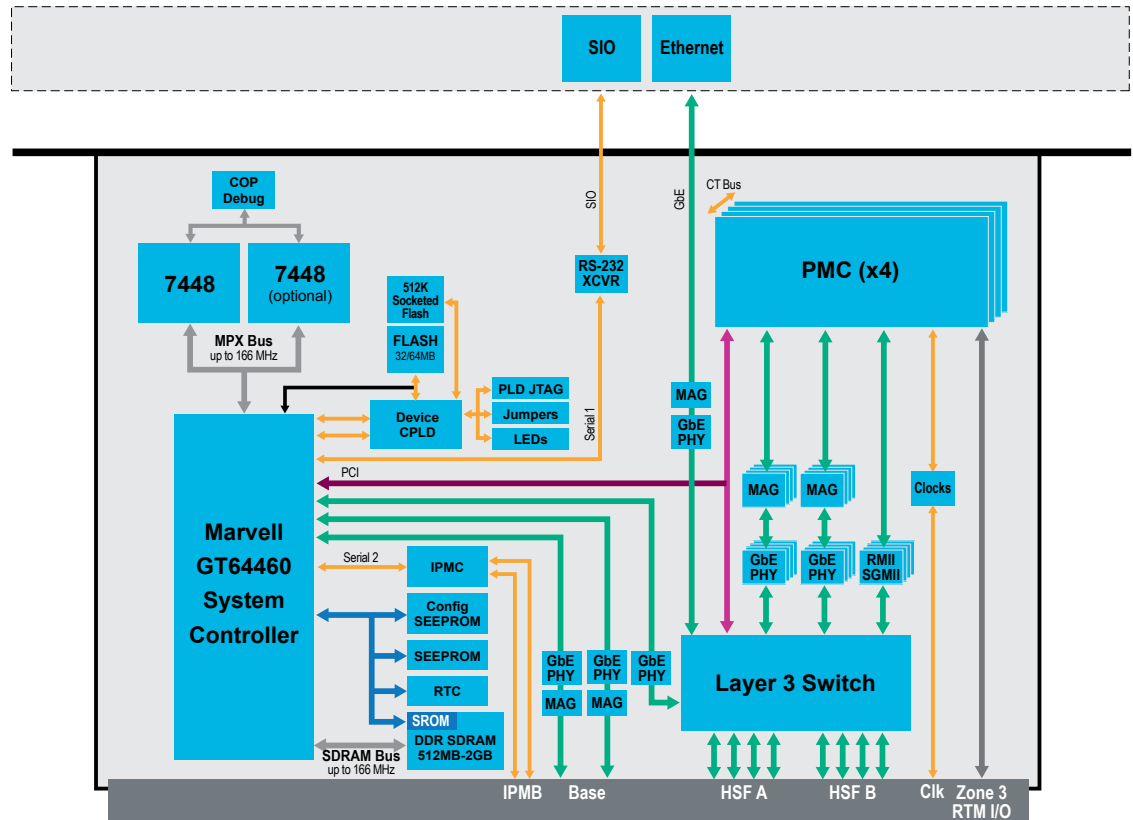 SIO
Ethernet
COP
Debug
SIO
GbE
CT Bus
7448
7448
(optional)
RS-232
XCVR
PMC (x4)
512K
Socketed
Flash
MPX Bus
up to 166 MHz
FLASH
32/64MB
PLD JTAG
Jumpers
LEDs
Device
CPLD
Serial 1
MAG
GbE
PHY
PCI
MAG
MAG
Clocks
Marvell
GT64460
System
Controller
Serial 2
IPMC
GbE
PHY
GbE
PHY
RMII
SGMII
Config
SEEPROM
SEEPROM
RTC
SROM
DDR SDRAM
512MB-2GB
SDRAM Bus
up to 166 MHz
GbE
PHY
MAG
GbE
PHY
MAG
GbE
PHY
Layer 3 Switch
IPMB
Base
HSF A
HSF B
Clk
Zone 3
RTM I/O